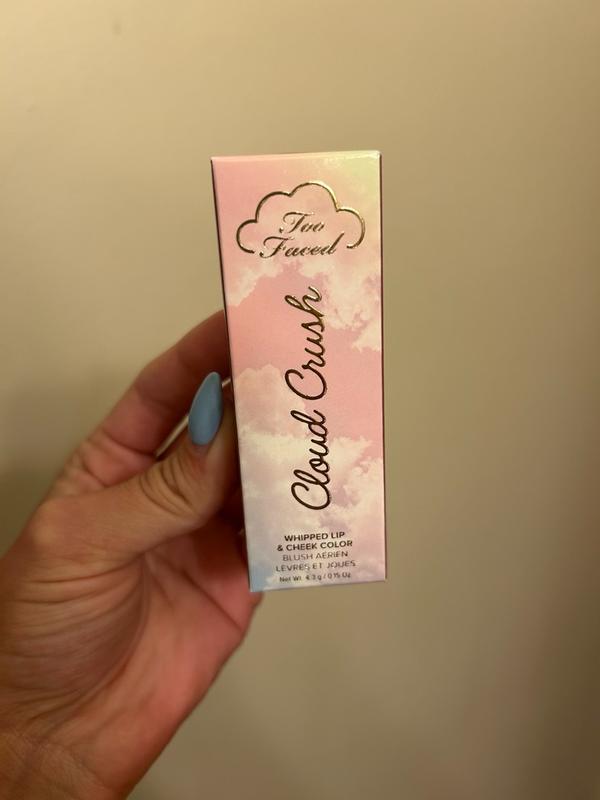 Too
Faced
Cloud Crush
WHIPPED LIP
& CHEEK COLOR
BLUSH AÉRIEN
LÈVRES ET JOUES
Net Wt. 4.3 g / 0.15 Oz.